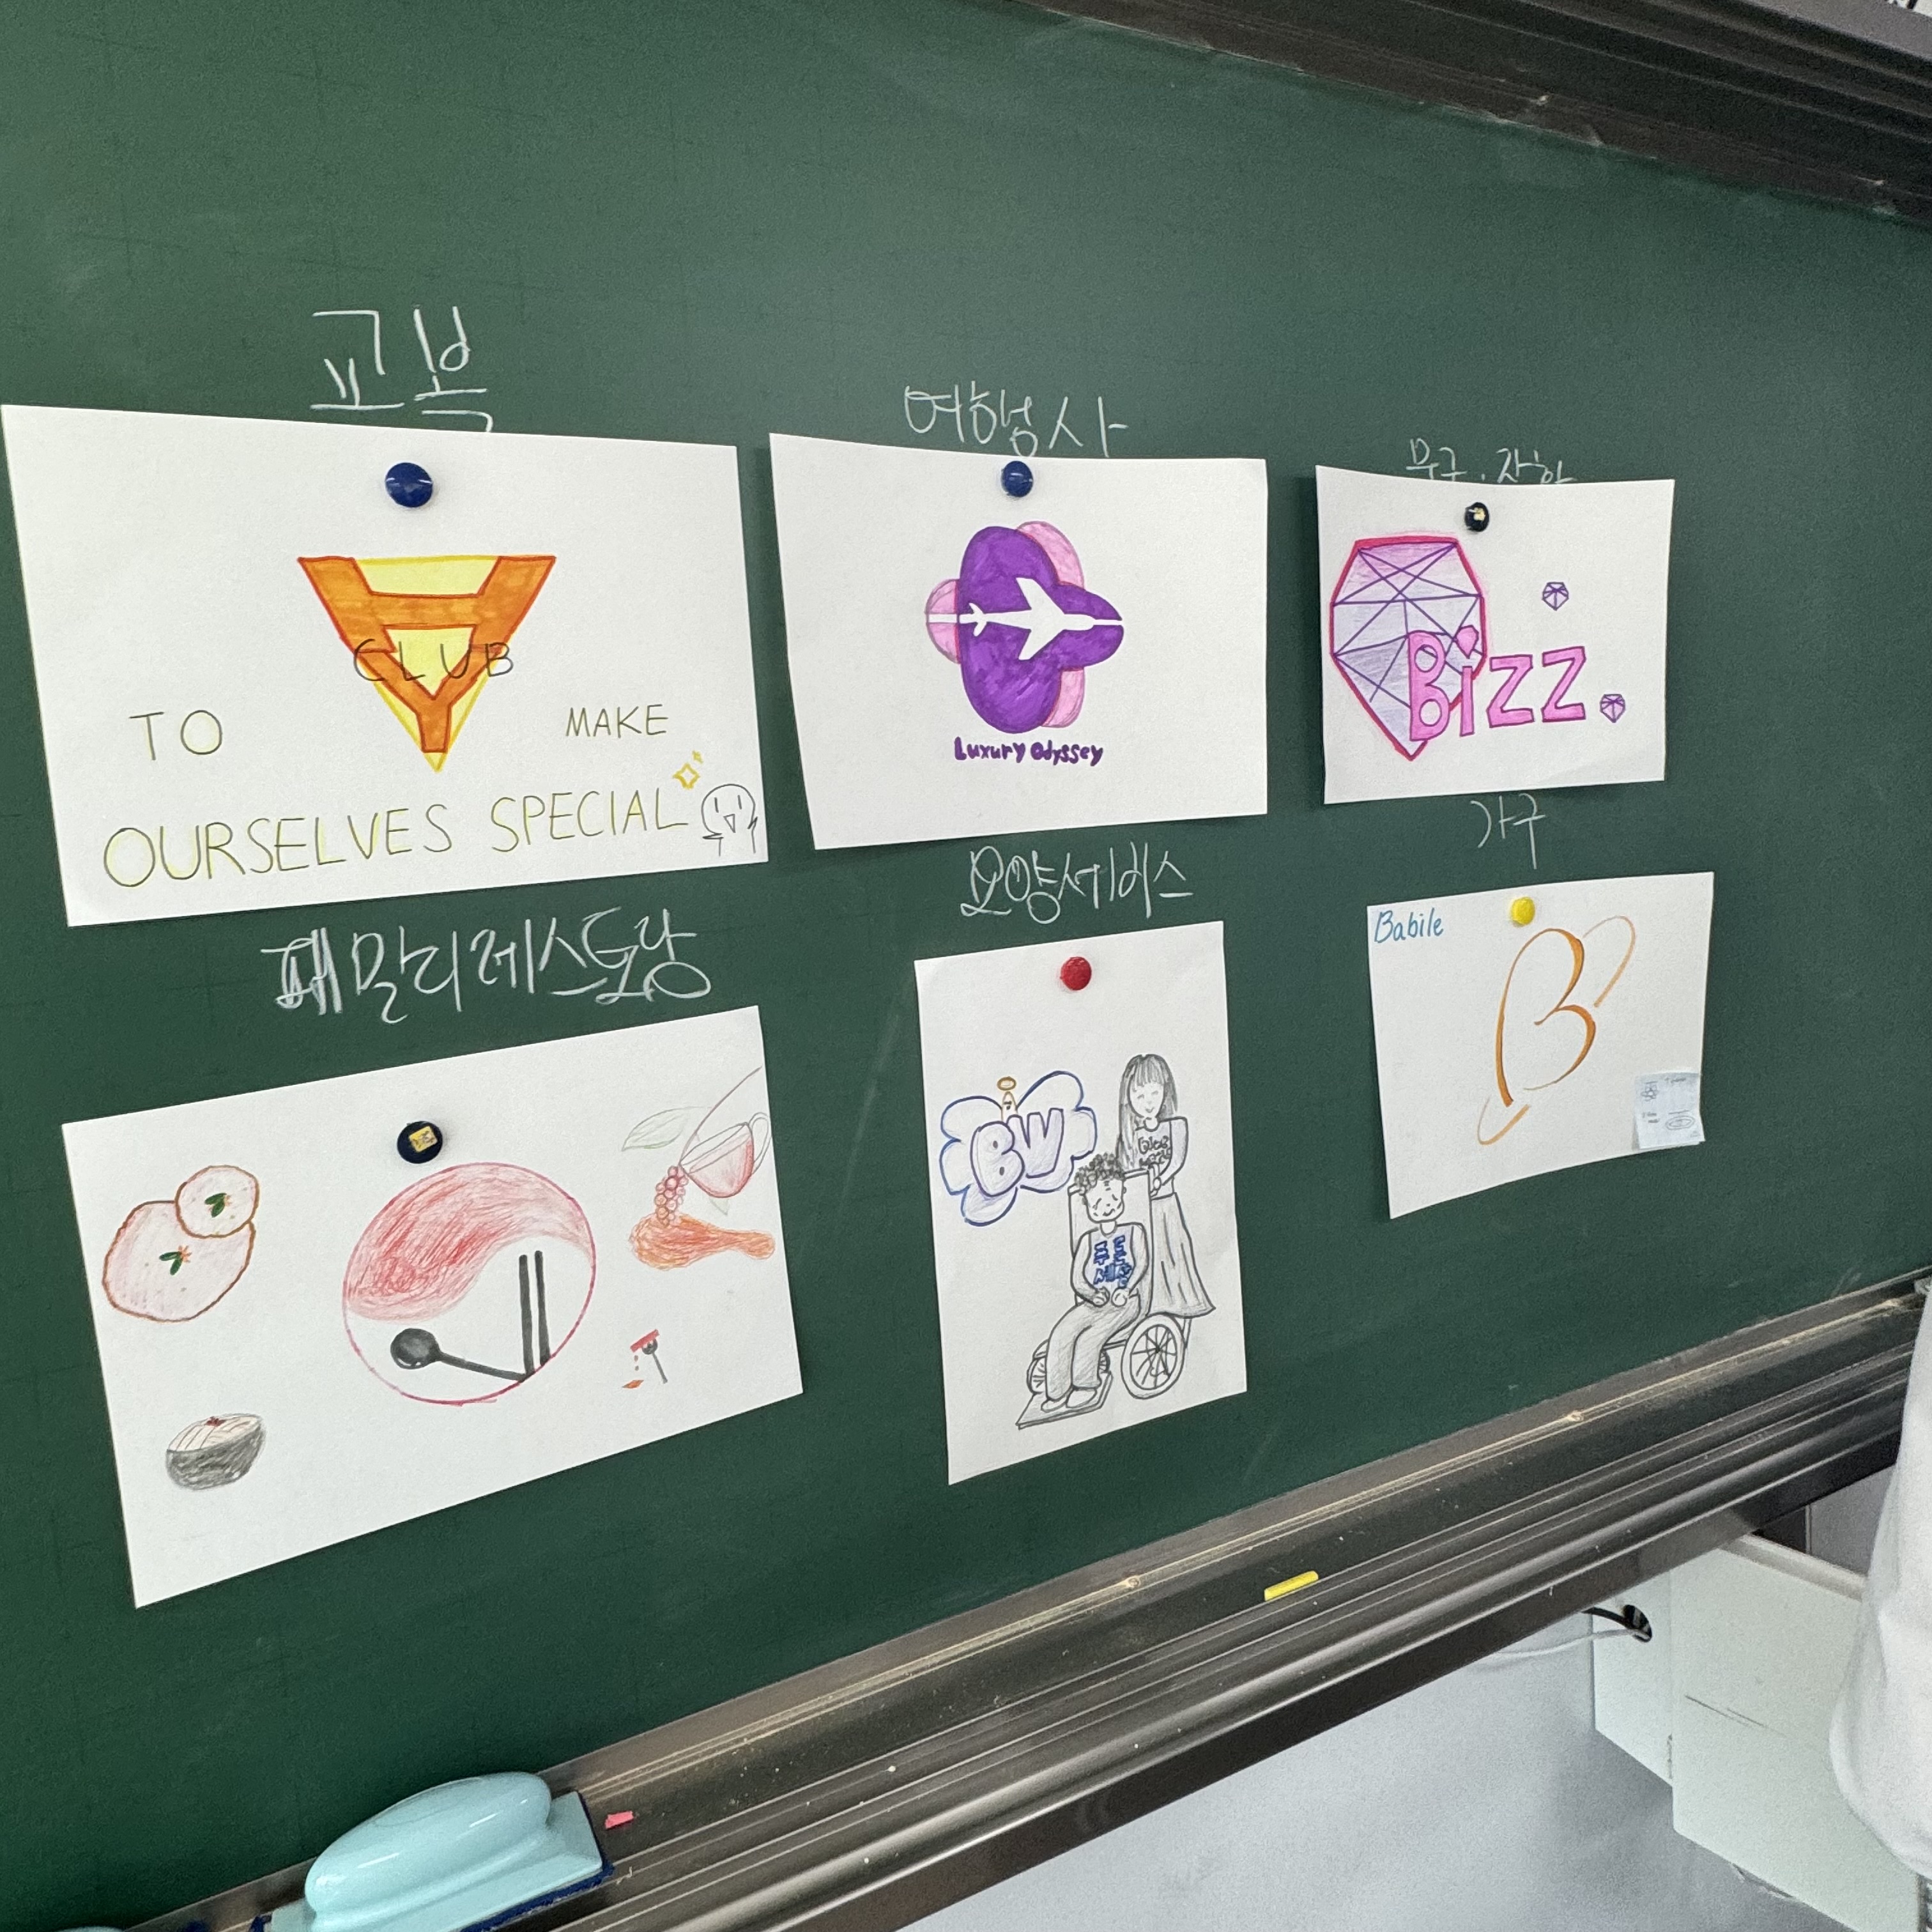 교복
CLUB
TO MAKE
OURSELVES SPECIAL
여행사
Luxury Odyssey
문구·잡화
Bizz.
패밀리레스토랑
요양서비스
BW
가구
Babile
B